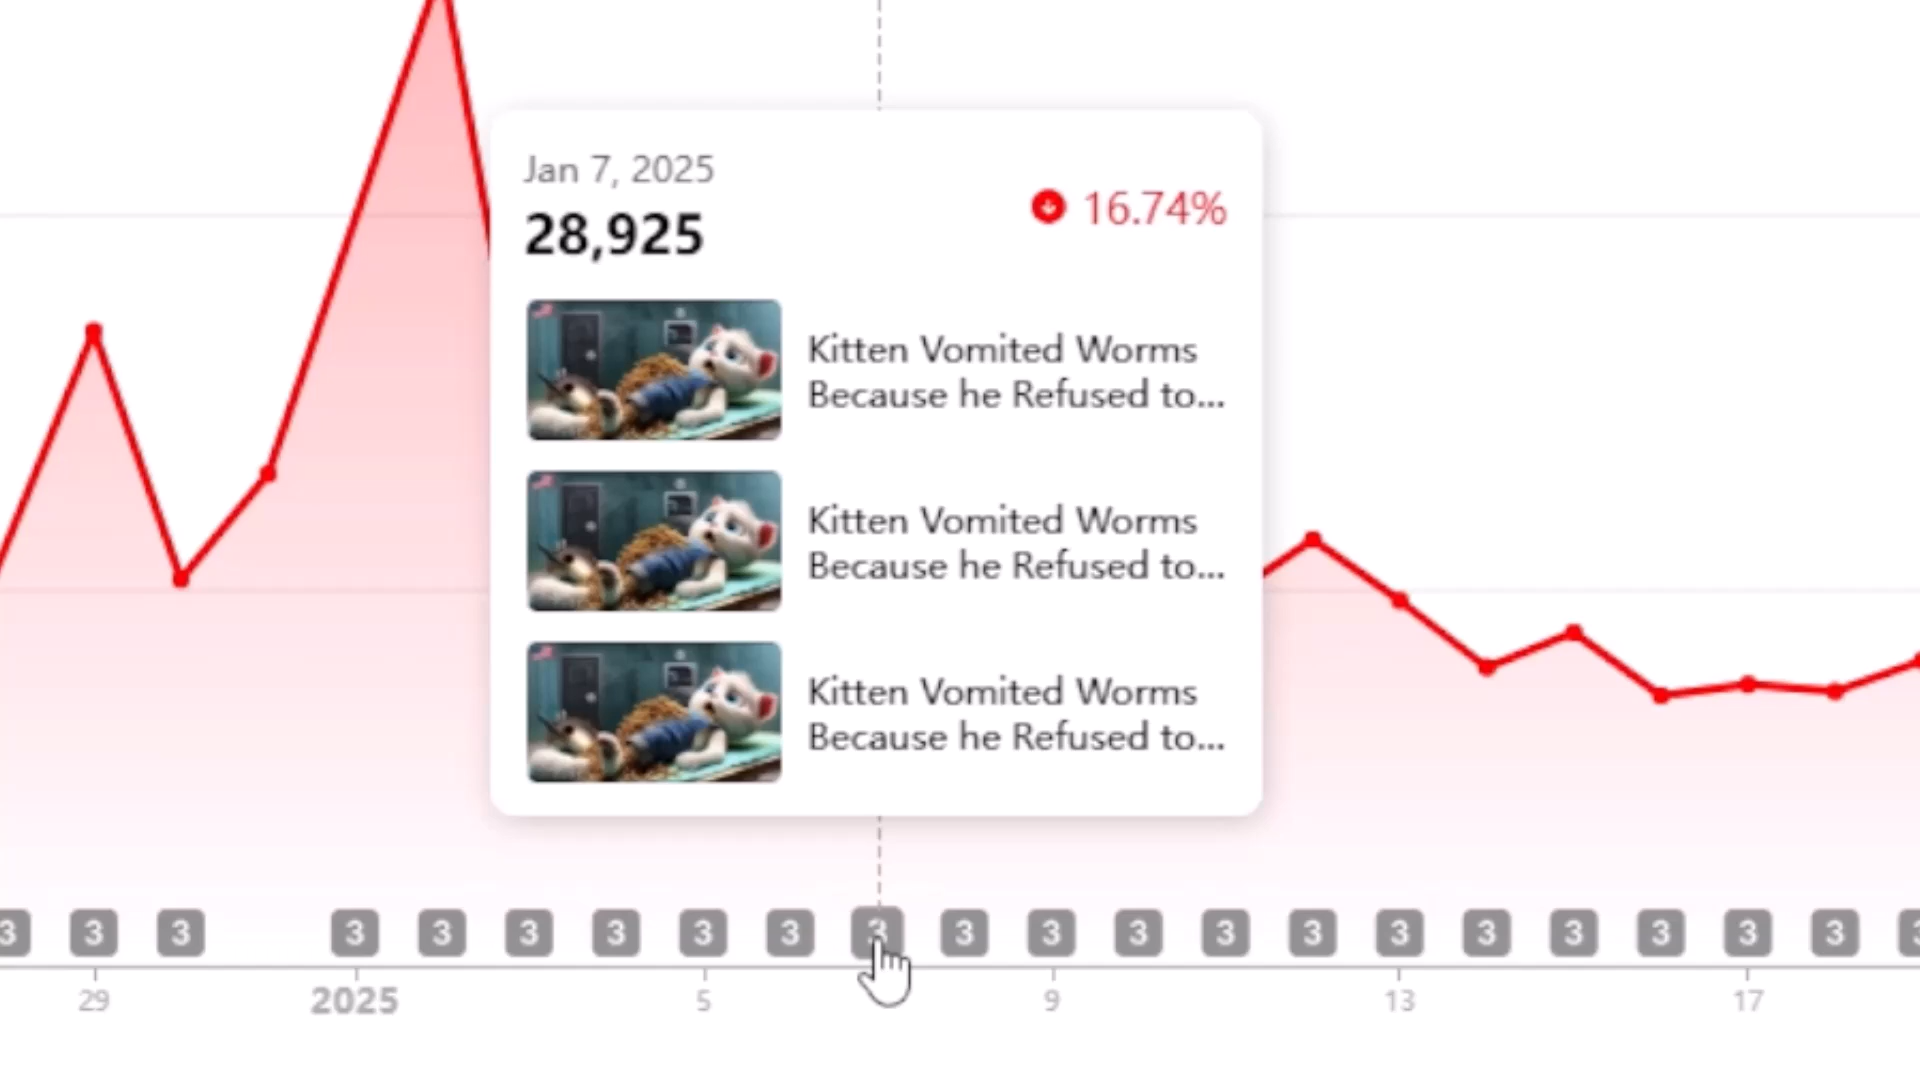 Jan 7, 2025
28,925
16.74%
Kitten Vomited Worms
Because he Refused to...
Kitten Vomited Worms
Because he Refused to...
Kitten Vomited Worms
Because he Refused to...
3 3 3 3 3 3 3 3 3 3 3 3 3 3 3 3 3 3 3 3 3 3
29 2025 5 9 13 17